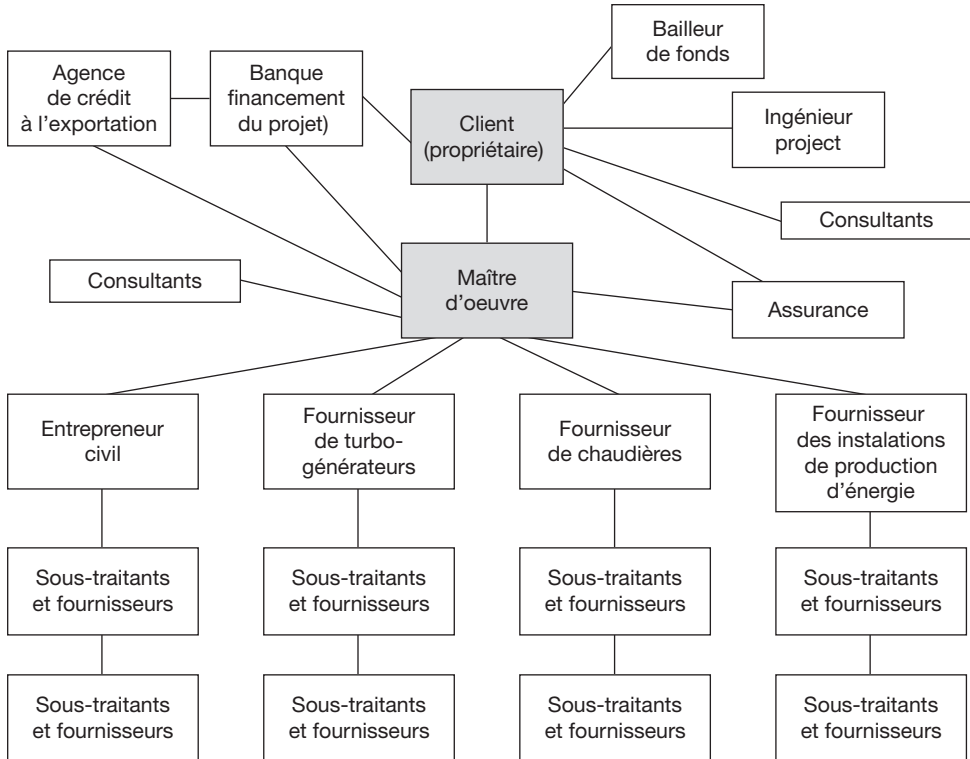 Bailleur
de fonds
Agence
de crédit
à l'exportation
Banque
financement
du projet)
Client
(propriétaire)
Ingénieur
project
Consultants
Consultants
Maître
d'oeuvre
Assurance
Entrepreneur
civil
Fournisseur
de turbo-
générateurs
Fournisseur
de chaudières
Fournisseur
des instalations
de production
d'énergie
Sous-traitants
et fournisseurs
Sous-traitants
et fournisseurs
Sous-traitants
et fournisseurs
Sous-traitants
et fournisseurs
Sous-traitants
et fournisseurs
Sous-traitants
et fournisseurs
Sous-traitants
et fournisseurs
Sous-traitants
et fournisseurs